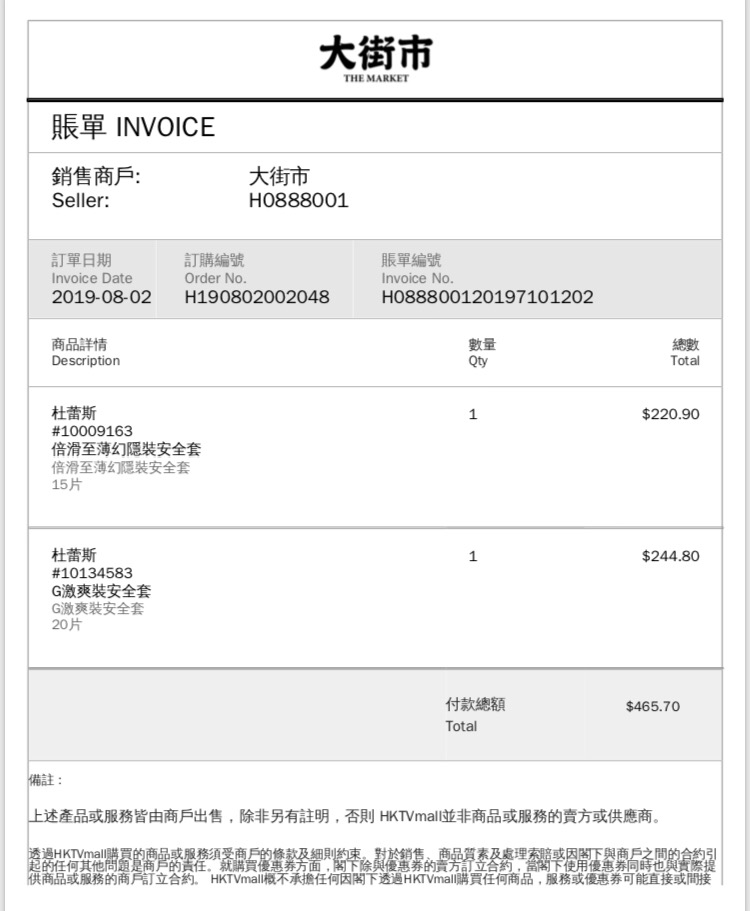 大街市
THE MARKET
賬單 INVOICE
銷售商戶: 大街市
Seller: H0888001
訂單日期 訂購編號 賬單編號
Invoice Date Order No. Invoice No.
2019-08-02 H190802002048 H088800120197101202
商品詳情 數量 總數
Description Qty Total
杜蕾斯 1 $220.90
#10009163
倍滑至薄幻隱裝安全套
倍滑至薄幻隱裝安全套
15片
杜蕾斯 1 $244.80
#10134583
G激爽裝安全套
G激爽裝安全套
20片
付款總額 $465.70
Total
備註：
上述產品或服務皆由商戶出售，除非另有註明，否則 HKTVmall並非商品或服務的賣方或供應商。
透過HKTVmall購買的商品或服務須受商戶的條款及細則約束。對於銷售、商品質素及處理索賠或因閣下與商戶之間的合約引
起的任何其他問題是商戶的責任。就購買優惠券方面，閣下除與優惠券的賣方訂立合約，當閣下使用優惠券同時也與實際提
供商品或服務的商戶訂立合約。 HKTVmall概不承擔任何因閣下透過HKTVmall購買任何商品，服務或優惠券可能直接或間接